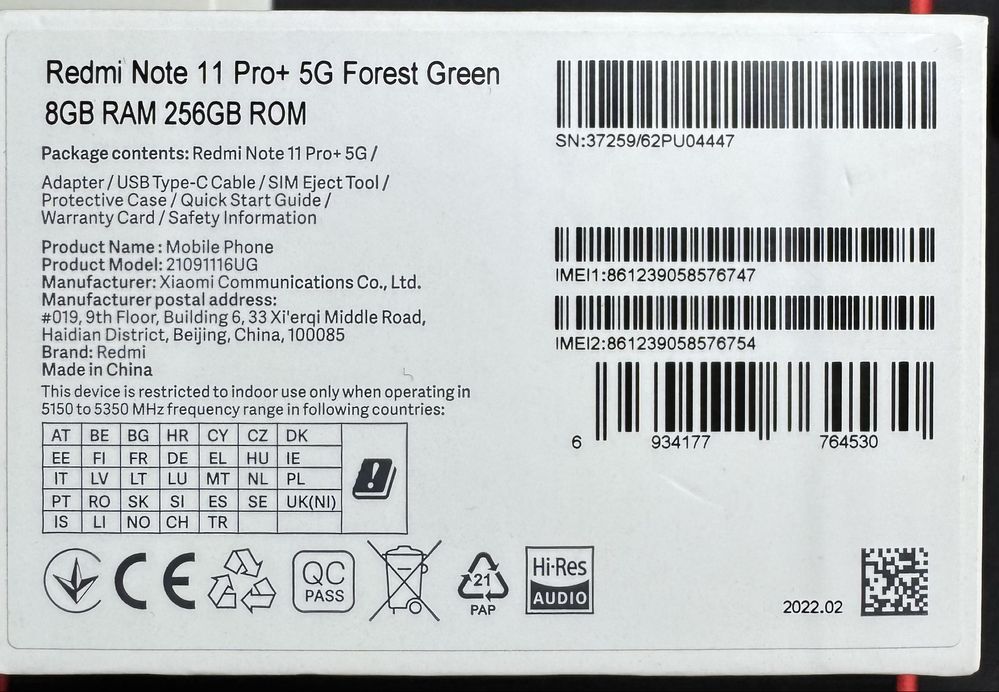 Redmi Note 11 Pro+ 5G Forest Green
8GB RAM 256GB ROM
Package contents: Redmi Note 11 Pro+ 5G /
Adapter / USB Type-C Cable / SIM Eject Tool /
Protective Case / Quick Start Guide /
Warranty Card / Safety Information
Product Name : Mobile Phone
Product Model: 21091116UG
Manufacturer: Xiaomi Communications Co., Ltd.
Manufacturer postal address:
#019, 9th Floor, Building 6, 33 Xi'erqi Middle Road,
Haidian District, Beijing, China, 100085
Brand: Redmi
Made in China
This device is restricted to indoor use only when operating in
5150 to 5350 MHz frequency range in following countries:
AT BE BG HR CY CZ DK
EE FI FR DE EL HU IE
IT LV LT LU MT NL PL
PT RO SK SI ES SE UK(NI)
IS LI NO CH TR
CE
QC
PASS
21
PAP
Hi-Res
AUDIO
SN:37259/62PU04447
IMEI1:861239058576747
IMEI2:861239058576754
6 934177 764530
2022.02